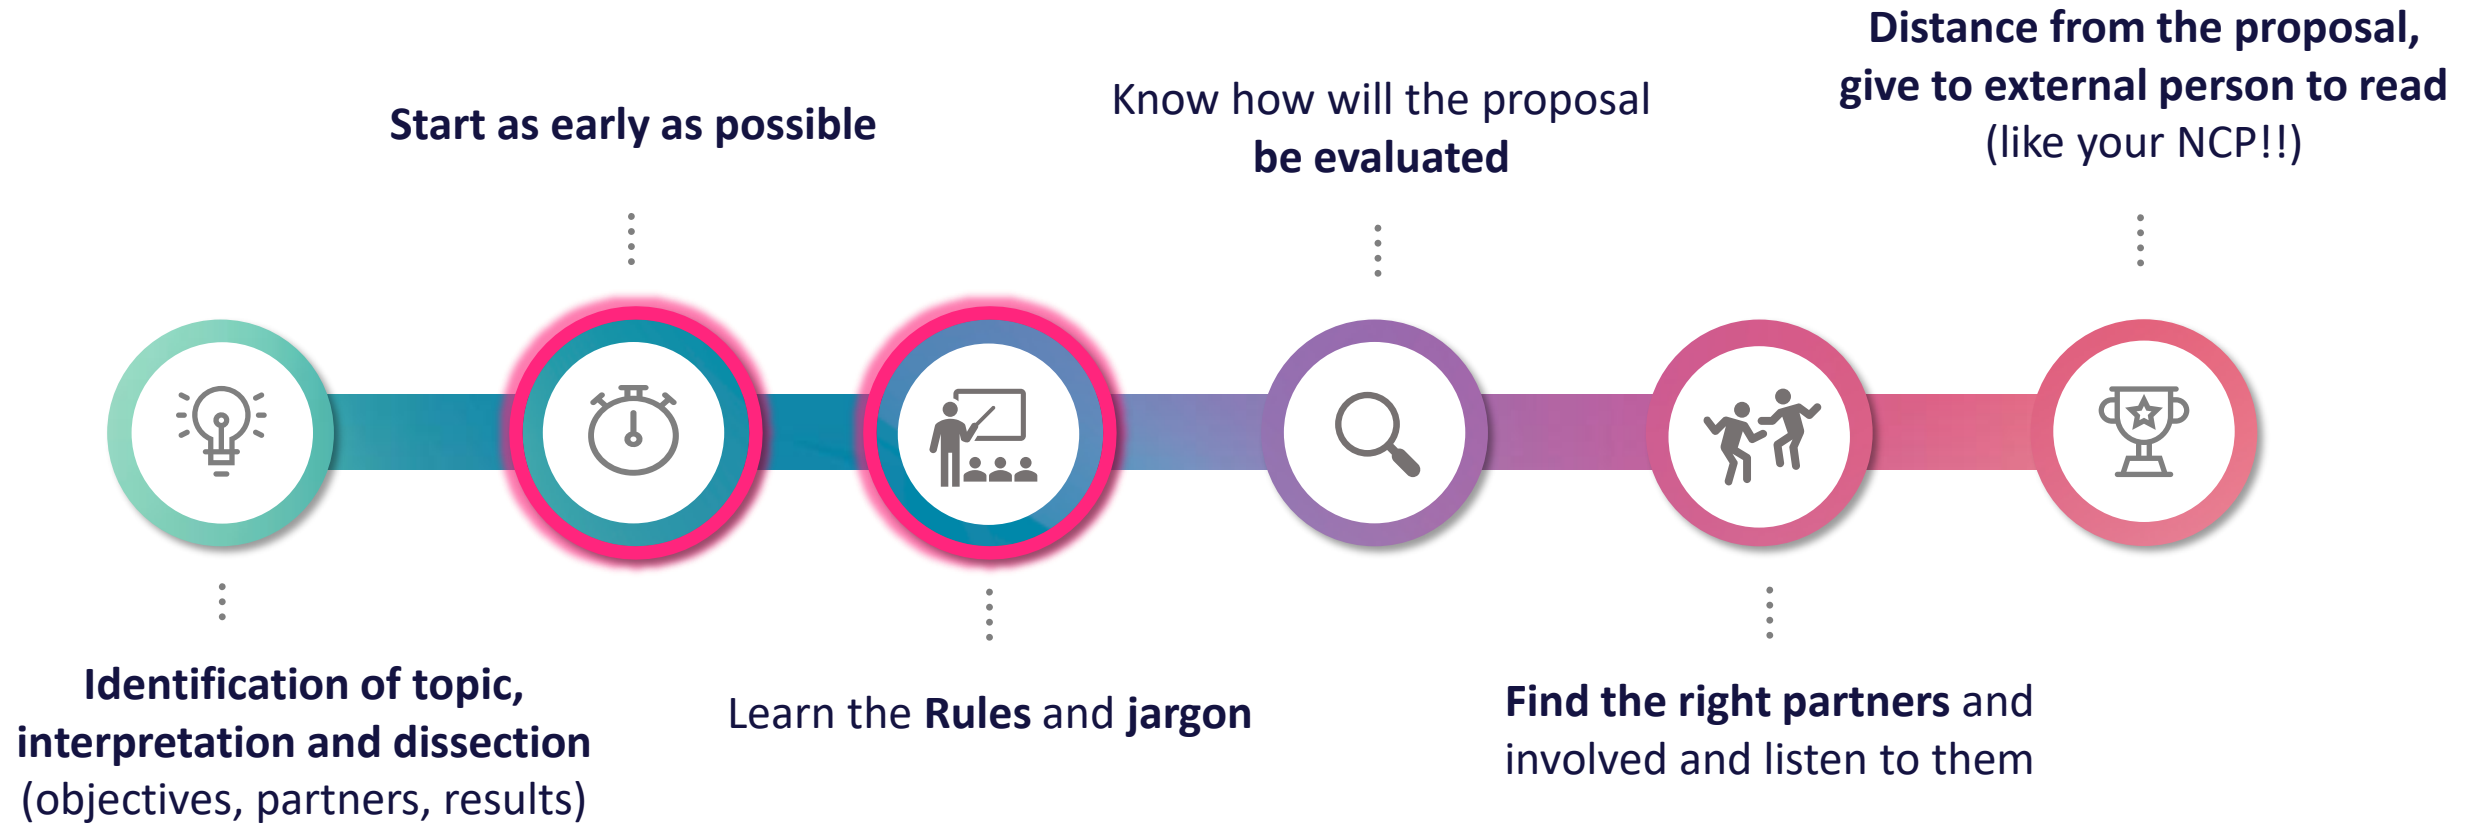 Identification of topic,
interpretation and dissection
(objectives, partners, results)
Start as early as possible
Learn the Rules and jargon
Know how will the proposal
be evaluated
Find the right partners and
involved and listen to them
Distance from the proposal,
give to external person to read
(like your NCP!!)